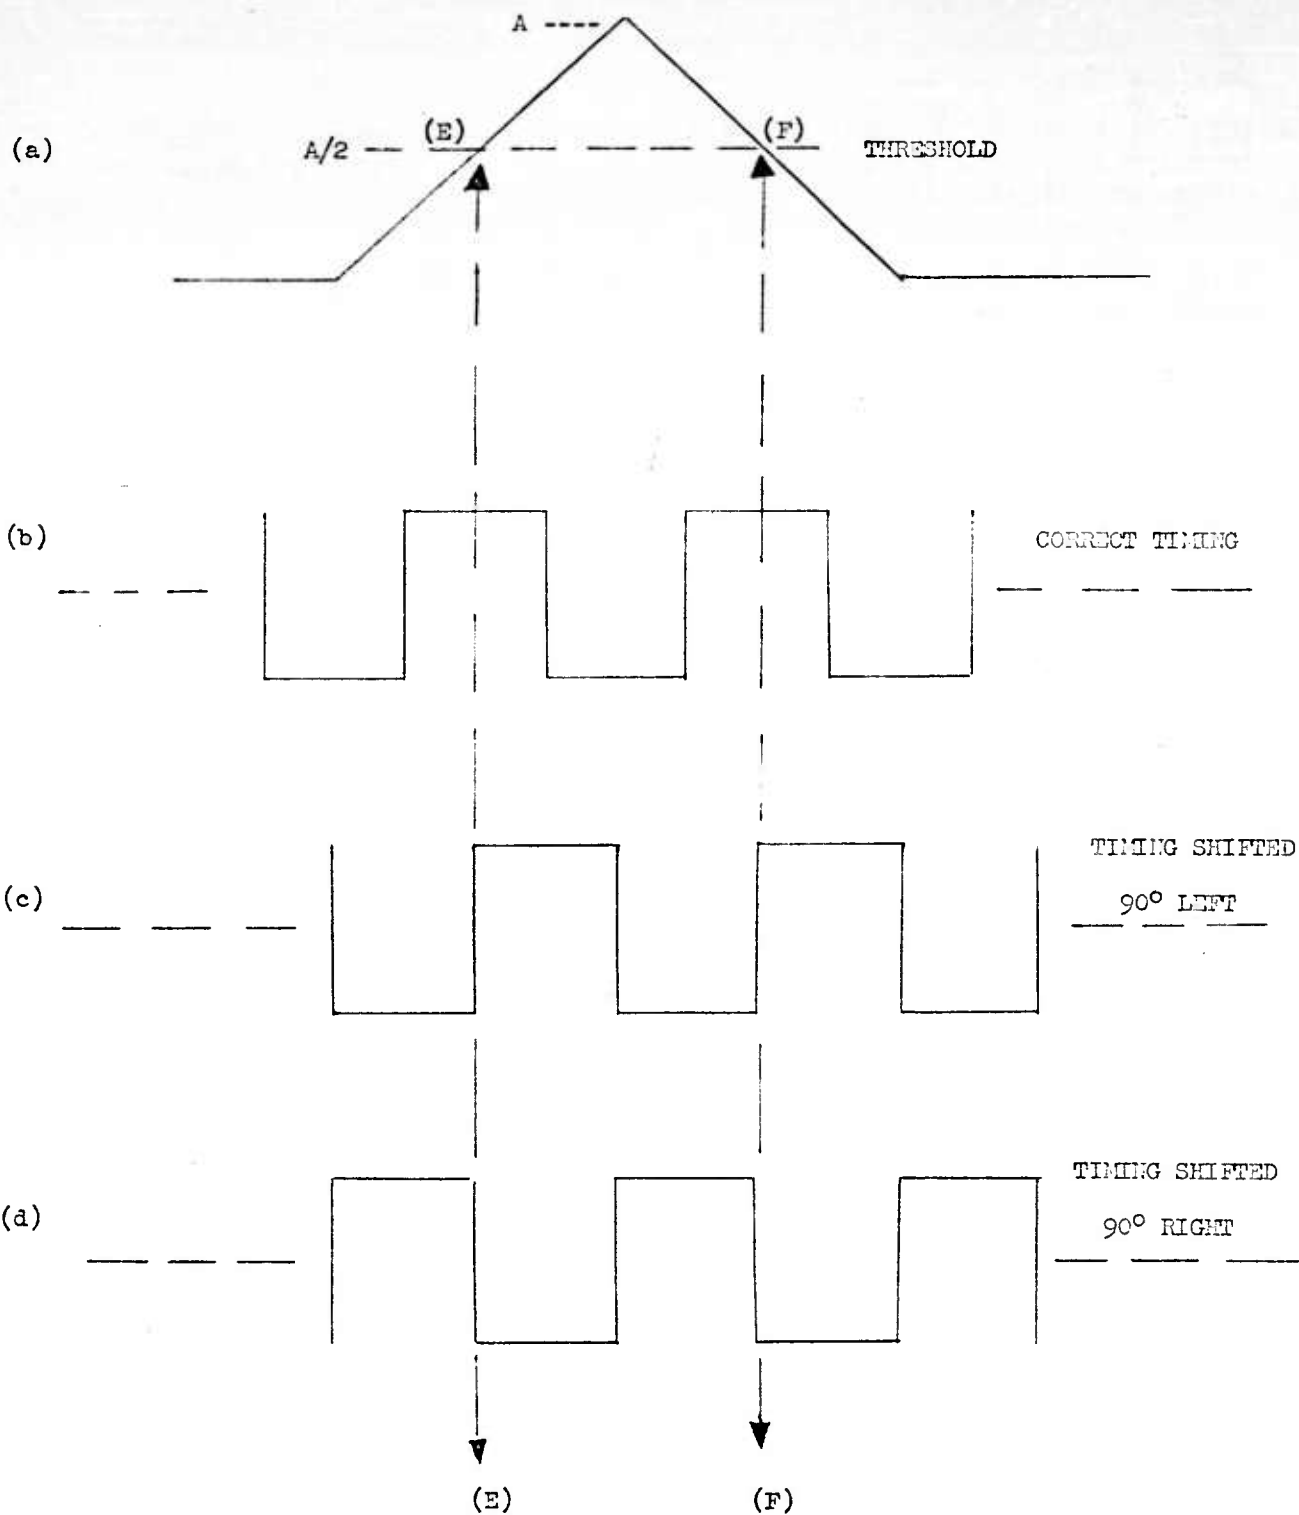 A ----
(a)
(E)
(F)
A/2
THRESHOLD
(b)
CORRECT TIMING
(c)
TIMING SHIFTED
90° LEFT
(d)
TIMING SHIFTED
90° RIGHT
(E)
(F)